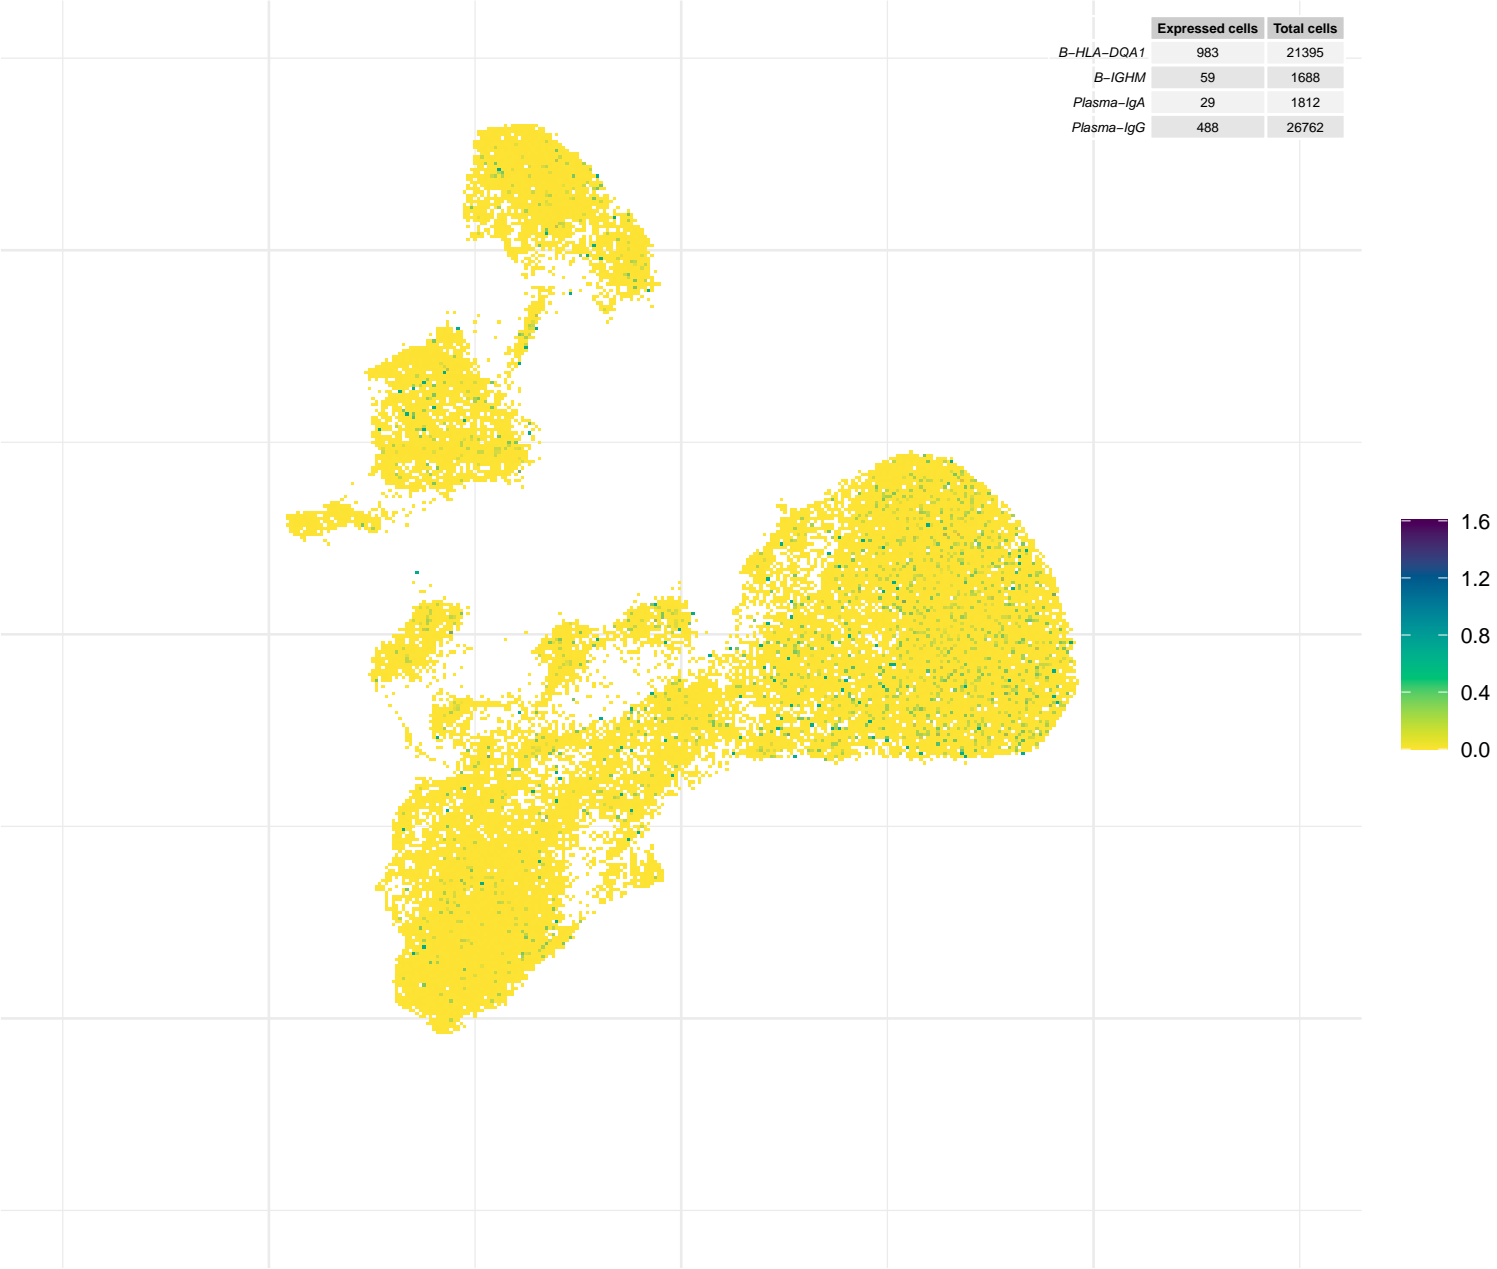 Expressed cells Total cells
B−HLA−DQA1 983 21395
B−IGHM 59 1688
Plasma−IgA 29 1812
Plasma−IgG 488 26762
1.6
1.2
0.8
0.4
0.0